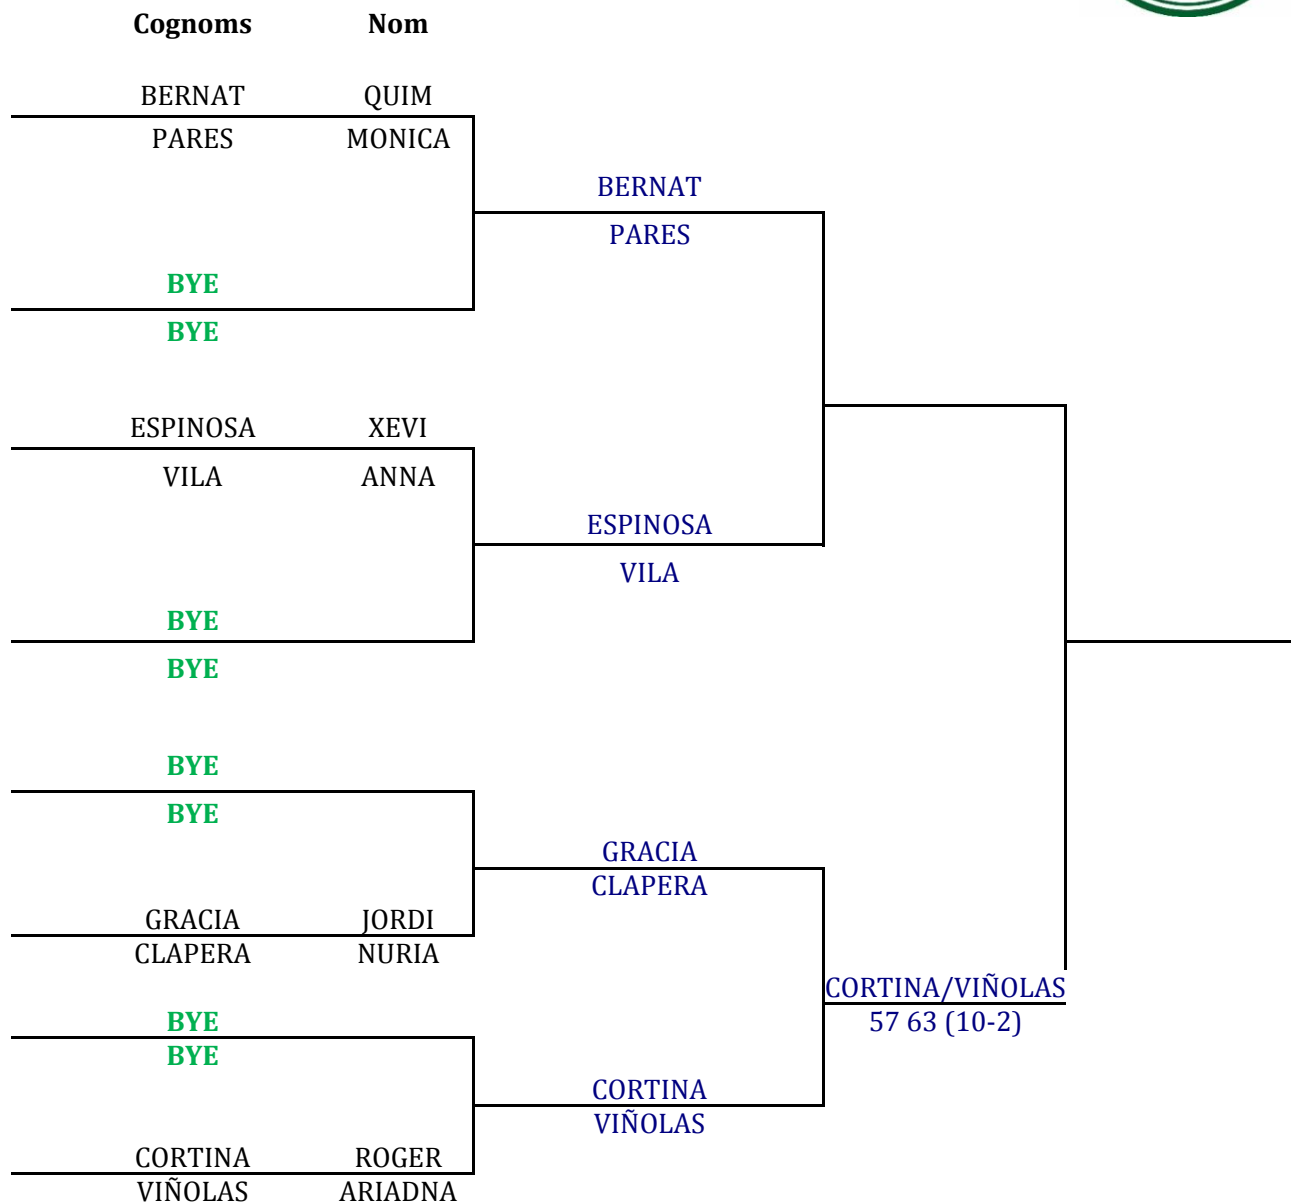 Cognoms Nom
BERNAT QUIM
PARES MONICA
BERNAT
PARES
BYE
BYE
ESPINOSA XEVI
VILA ANNA
ESPINOSA
VILA
BYE
BYE
BYE
BYE
GRACIA
CLAPERA
GRACIA JORDI
CLAPERA NURIA
CORTINA/VIÑOLAS
57 63 (10-2)
BYE
BYE
CORTINA
VIÑOLAS
CORTINA ROGER
VIÑOLAS ARIADNA